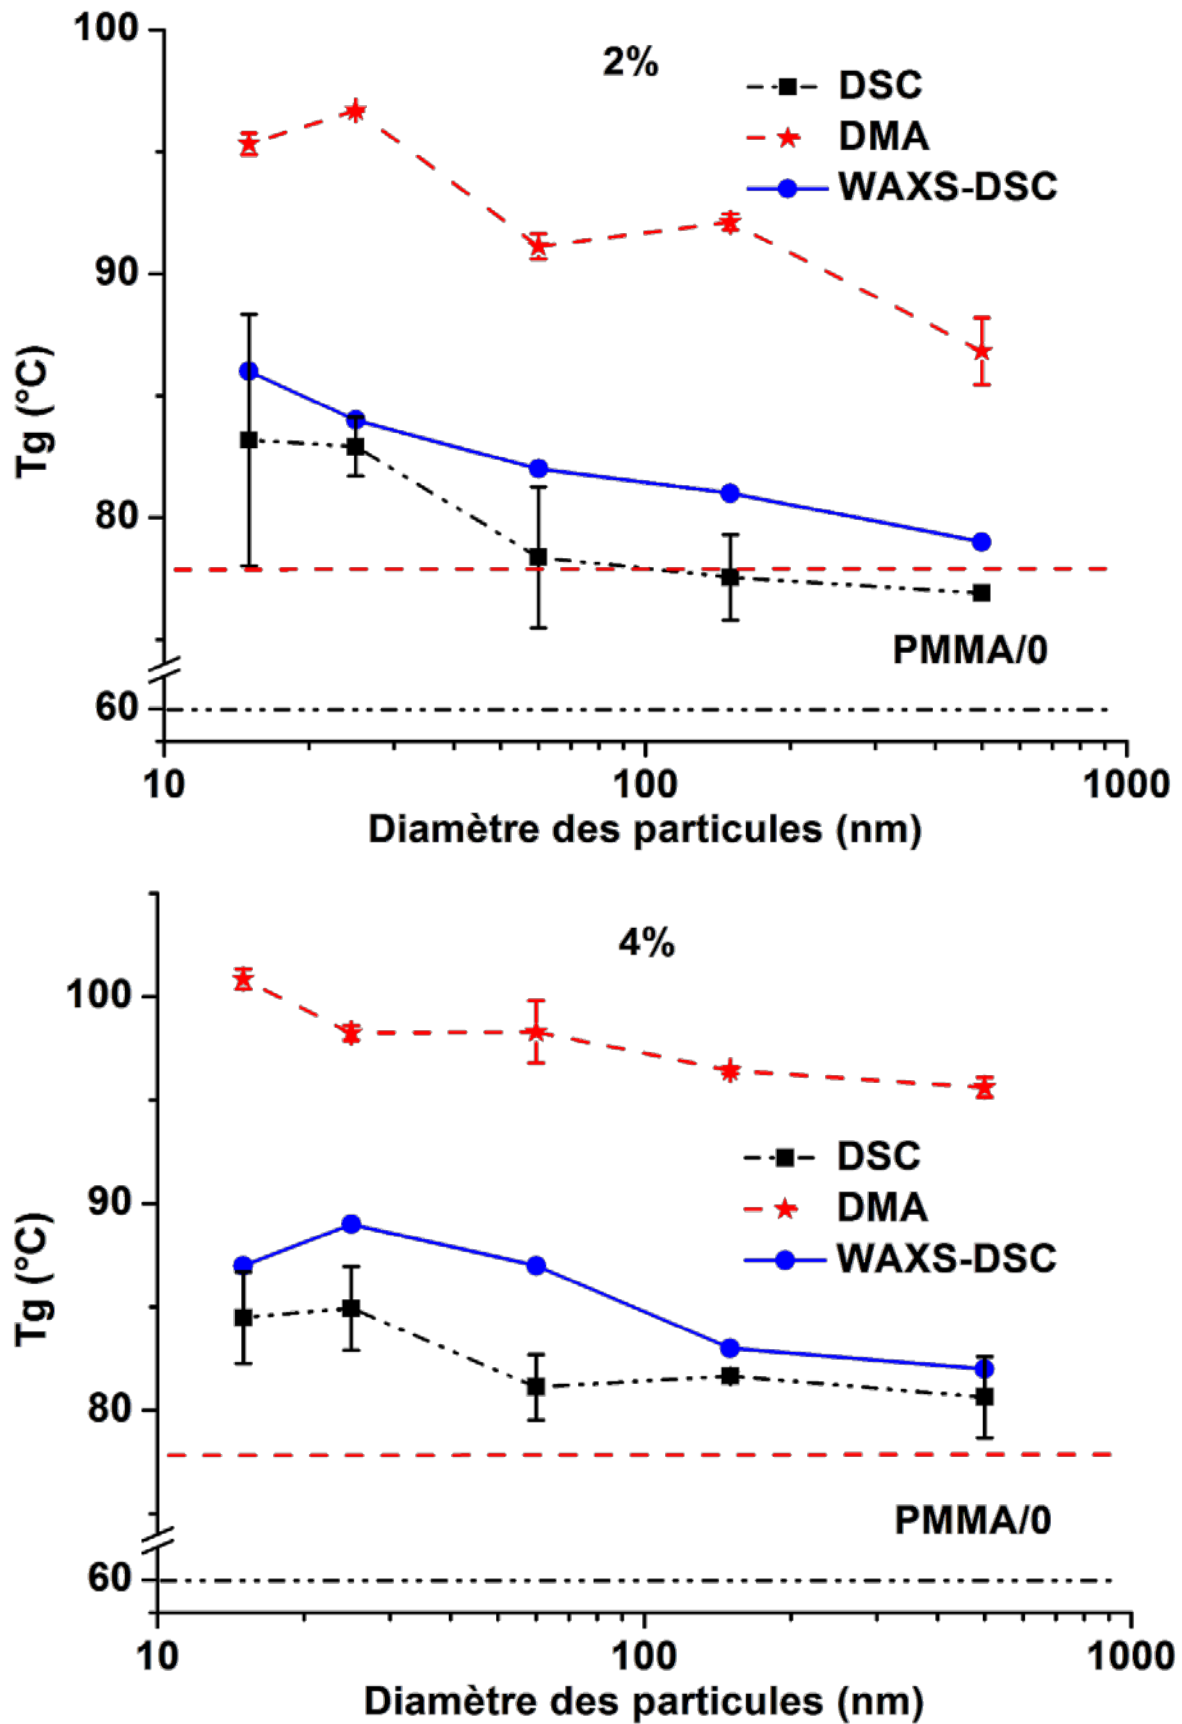 100
2%
DSC
DMA
WAXS-DSC
90
Tg (°C)
80
PMMA/0
60
10 100 1000
Diamètre des particules (nm)
4%
100
DSC
90
DMA
WAXS-DSC
Tg (°C)
80
PMMA/0
60
10 100 1000
Diamètre des particules (nm)